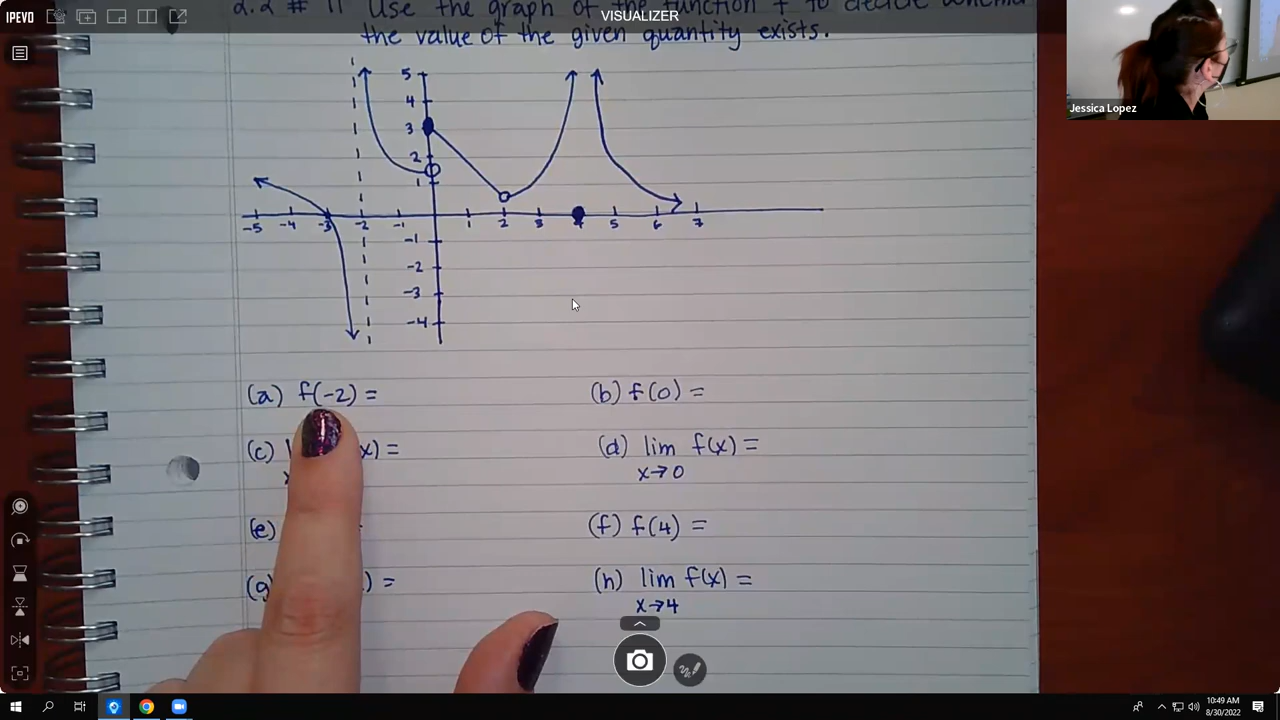 IPEVO
VISUALIZER
2.2 # 11 Use the graph of the function f to decide
the value of the given quantity exists.
Jessica Lopez
5
4
3
2
1
-5 -4 -3 -2 -1 1 2 3 4 5 6 7
-1
-2
-3
-4
(a) f(-2) =
(b) f(0) =
(c) x) =
(d) lim f(x) =
x→0
(e)
(f) f(4) =
(g) ) =
(h) lim f(x) =
x→4
10:49 AM
8/30/2022